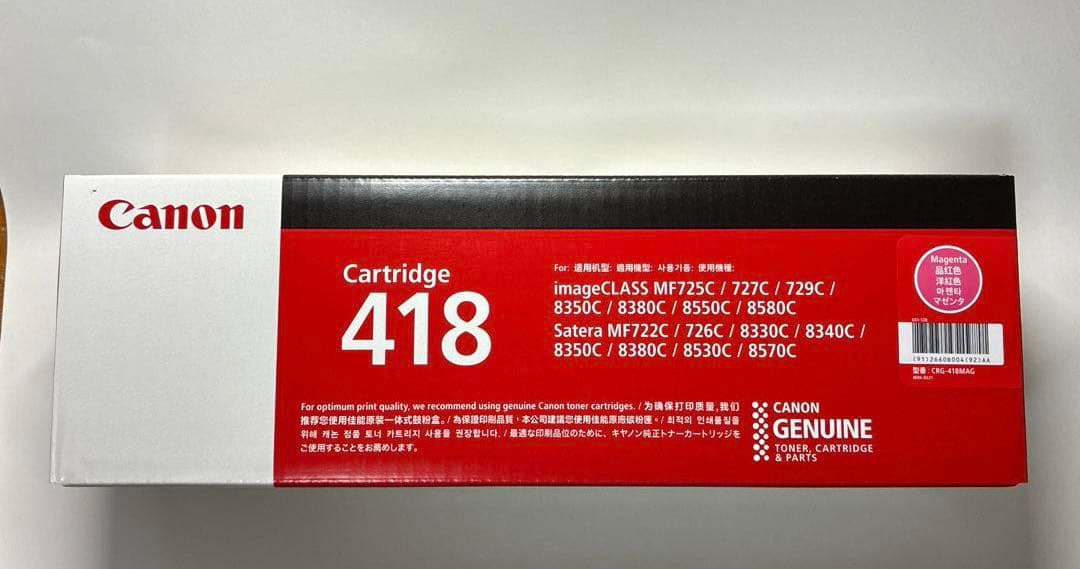 Canon
Cartridge
418
For: 适用机型: 適用機型: 사용기종: 使用機種:
imageCLASS MF725C / 727C / 729C /
8350C / 8380C / 8550C / 8580C
Satera MF722C / 726C / 8330C / 8340C /
8350C / 8380C / 8530C / 8570C
Magenta
品红色
洋紅色
마젠타
マゼンタ
(91)2660B004(92)AA
型番 : CRG-418MAG
For optimum print quality, we recommend using genuine Canon toner cartridges. / 为确保打印质量,我们
推荐您使用佳能原装一体式鼓粉盒。/ 為保證印刷品質,本公司建議您使用佳能原廠碳粉匣。/ 최적의 인쇄품질을
위해 캐논 정품 토너 카트리지 사용을 권장합니다. / 最適な印刷品位のために、キヤノン純正トナーカートリッジを
ご使用することをお薦めします。
CANON
GENUINE
TONER, CARTRIDGE
& PARTS